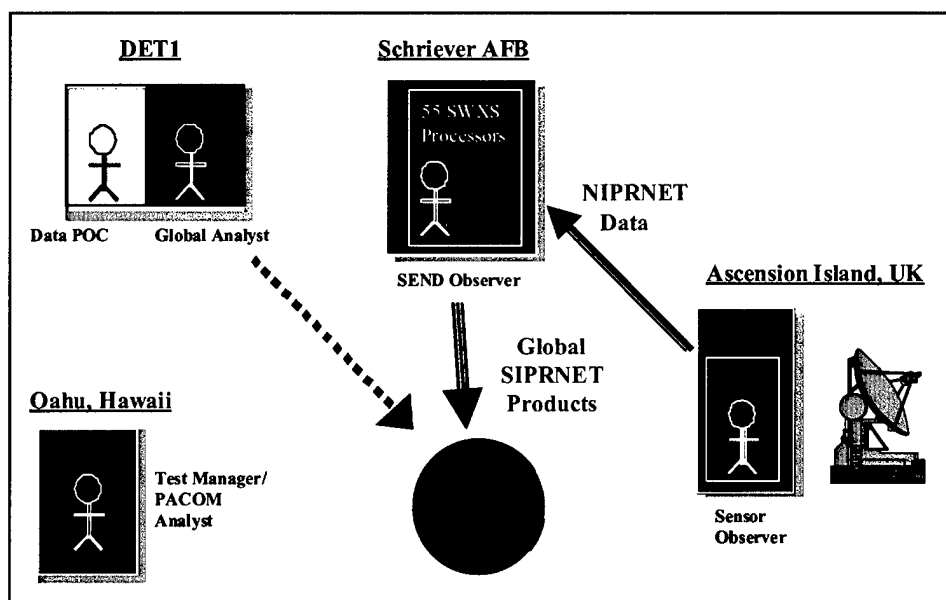 DET1
Schriever AFB
55 SWXS
Processors
NIPRNET
Data
Data POC
Global Analyst
SEND Observer
Ascension Island, UK
Global
SIPRNET
Products
Oahu, Hawaii
Test Manager/
PACOM
Analyst
Sensor
Observer